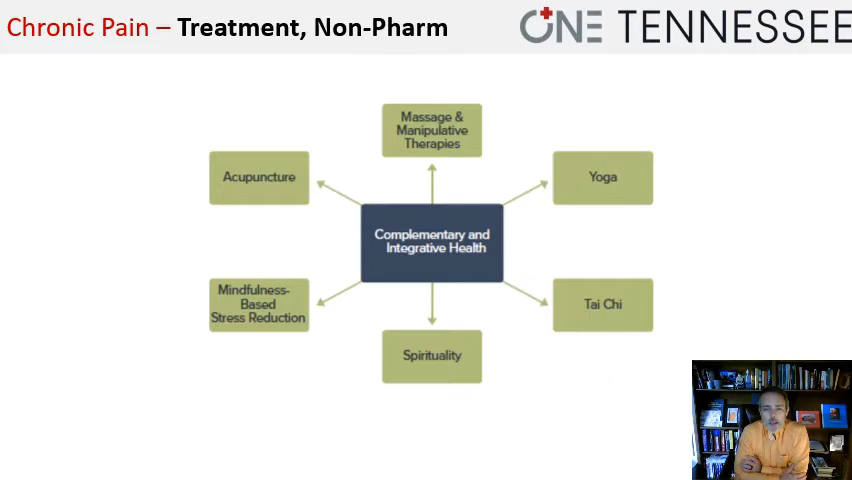 Chronic Pain – Treatment, Non-Pharm
ONE TENNESSEE
Massage &
Manipulative
Therapies
Acupuncture
Yoga
Complementary and
Integrative Health
Mindfulness-
Based
Stress Reduction
Tai Chi
Spirituality